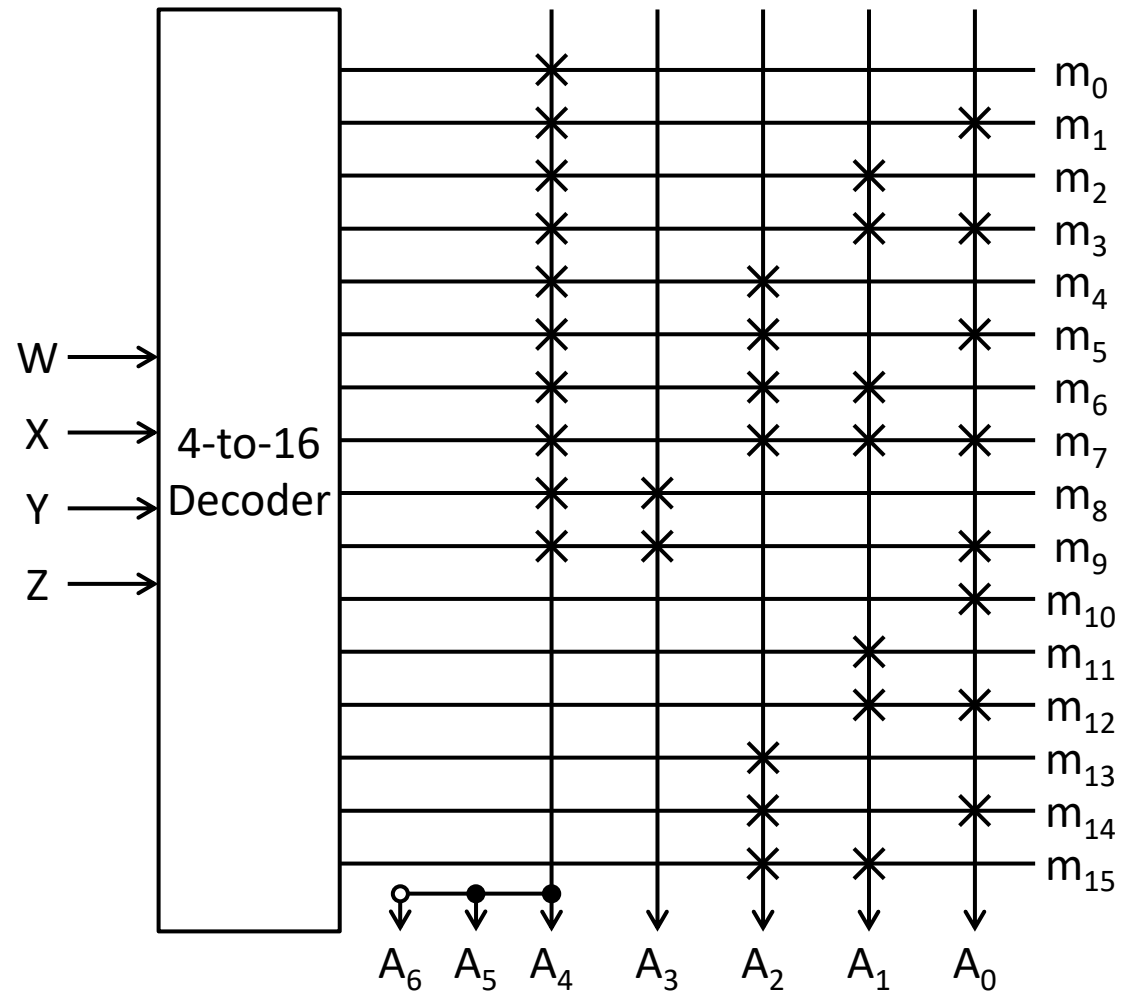 m₀
m₁
m₂
m₃
m₄
m₅
m₆
m₇
m₈
m₉
m₁₀
m₁₁
m₁₂
m₁₃
m₁₄
m₁₅
W
X
Y
Z
4-to-16
Decoder
A₆ A₅ A₄ A₃ A₂ A₁ A₀